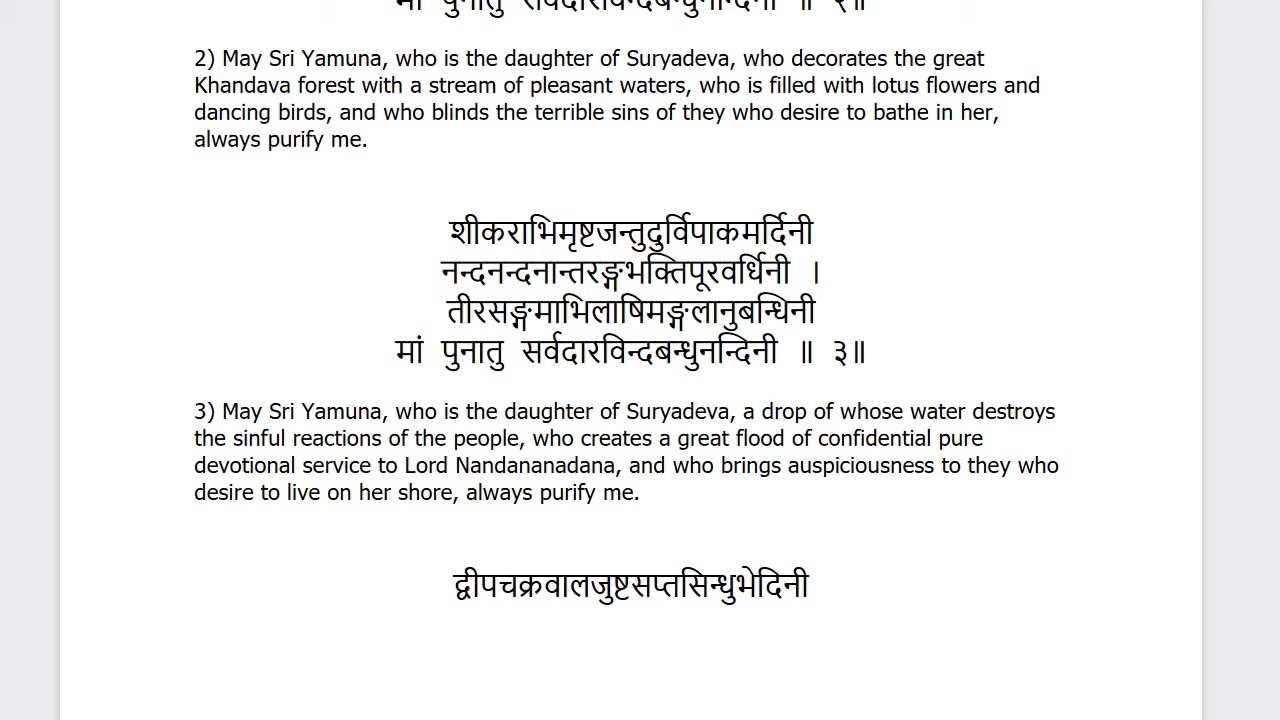 मां पुनातु सर्वदारविन्दबन्धुनन्दिनी ॥ २॥
2) May Sri Yamuna, who is the daughter of Suryadeva, who decorates the great
Khandava forest with a stream of pleasant waters, who is filled with lotus flowers and
dancing birds, and who blinds the terrible sins of they who desire to bathe in her,
always purify me.
शीकराभिमृष्टजन्तुदुर्विपाकमर्दिनी
नन्दनन्दनान्तरङ्गभक्तिपूरवर्धिनी ।
तीरसङ्गमाभिलाषिमङ्गलानुबन्धिनी
मां पुनातु सर्वदारविन्दबन्धुनन्दिनी ॥ ३॥
3) May Sri Yamuna, who is the daughter of Suryadeva, a drop of whose water destroys
the sinful reactions of the people, who creates a great flood of confidential pure
devotional service to Lord Nandananadana, and who brings auspiciousness to they who
desire to live on her shore, always purify me.
द्वीपचक्रवालजुष्टसप्तसिन्धुभेदिनी